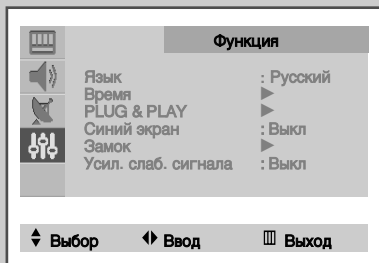 Функция
Язык : Русский
Время
PLUG & PLAY
Синий экран : Выкл
Замок
Усил. слаб. сигнала : Выкл
Выбор Ввод Выход